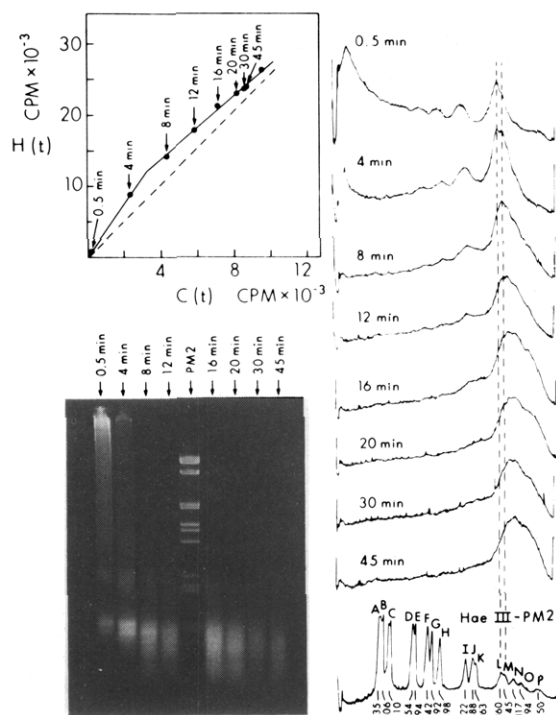 30
CPM × 10⁻³
H (t)
20
10
0.5 min
4 min
8 min
12 min
16 min
20 min
30 min
45 min
4
8
12
C (t) CPM × 10⁻³
0.5 min
4 min
8 min
12 min
PM2
16 min
20 min
30 min
45 min
0.5 min
4 min
8 min
12 min
16 min
20 min
30 min
45 min
Hae III-PM2
A B C D E F G H I J K L M N O P